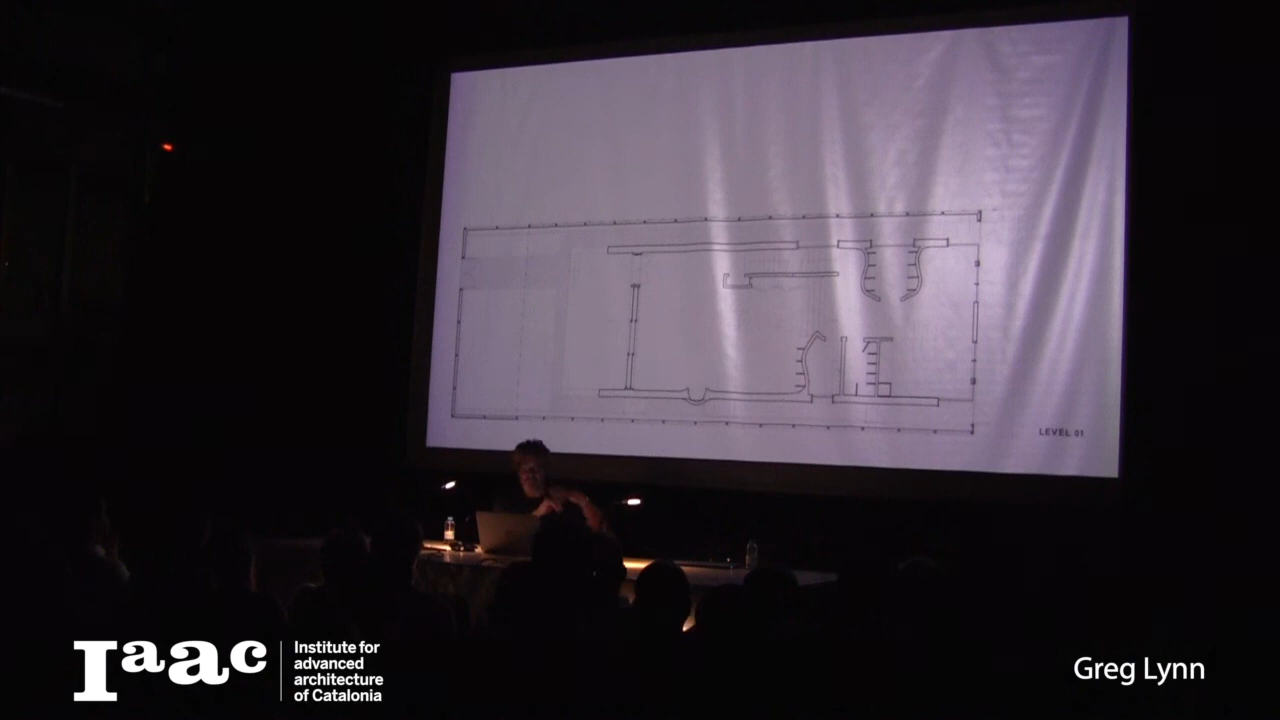 LEVEL 01
Iaac
Institute for
advanced
architecture
of Catalonia
Greg Lynn